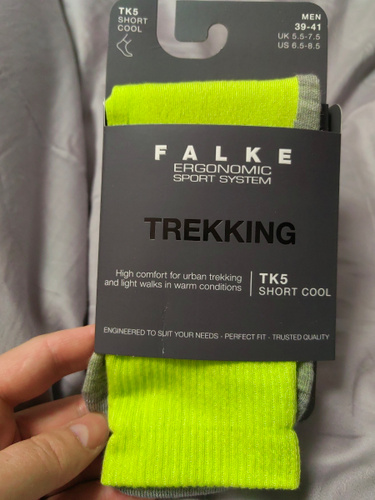 TK5
SHORT
COOL
MEN
39-41
UK 5.5-7.5
US 6.5-8.5
FALKE
ERGONOMIC
SPORT SYSTEM
TREKKING
High comfort for urban trekking
and light walks in warm conditions
TK5
SHORT COOL
ENGINEERED TO SUIT YOUR NEEDS - PERFECT FIT - TRUSTED QUALITY